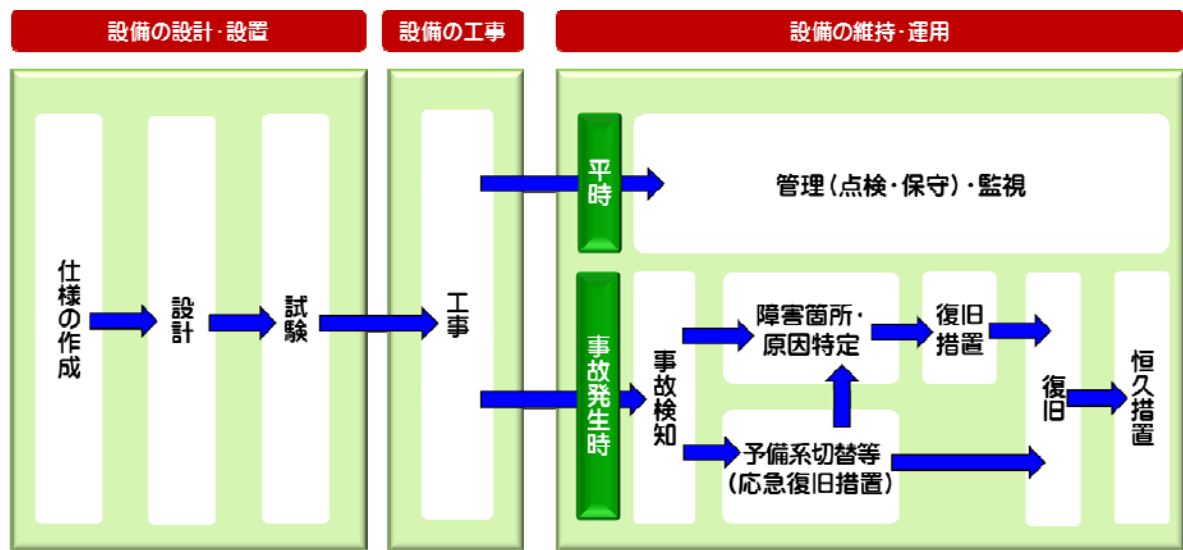 設備の設計・設置
設備の工事
設備の維持・運用
仕様の作成
設計
試験
工事
平時
管理(点検・保守)・監視
事故発生時
事故検知
障害箇所・
原因特定
復旧
措置
予備系切替等
(応急復旧措置)
復旧
恒久措置